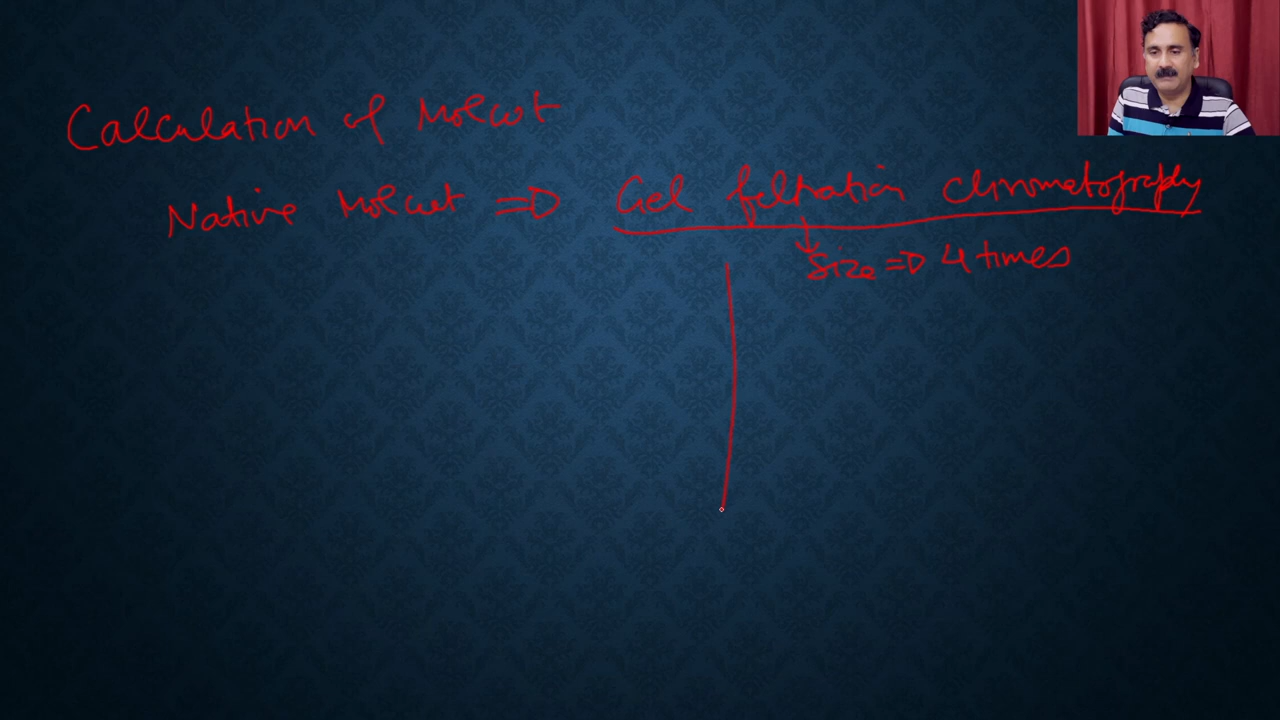 Calculation of Molwt
Native Molwt => Gel filtration chromatography
Size => 4 times